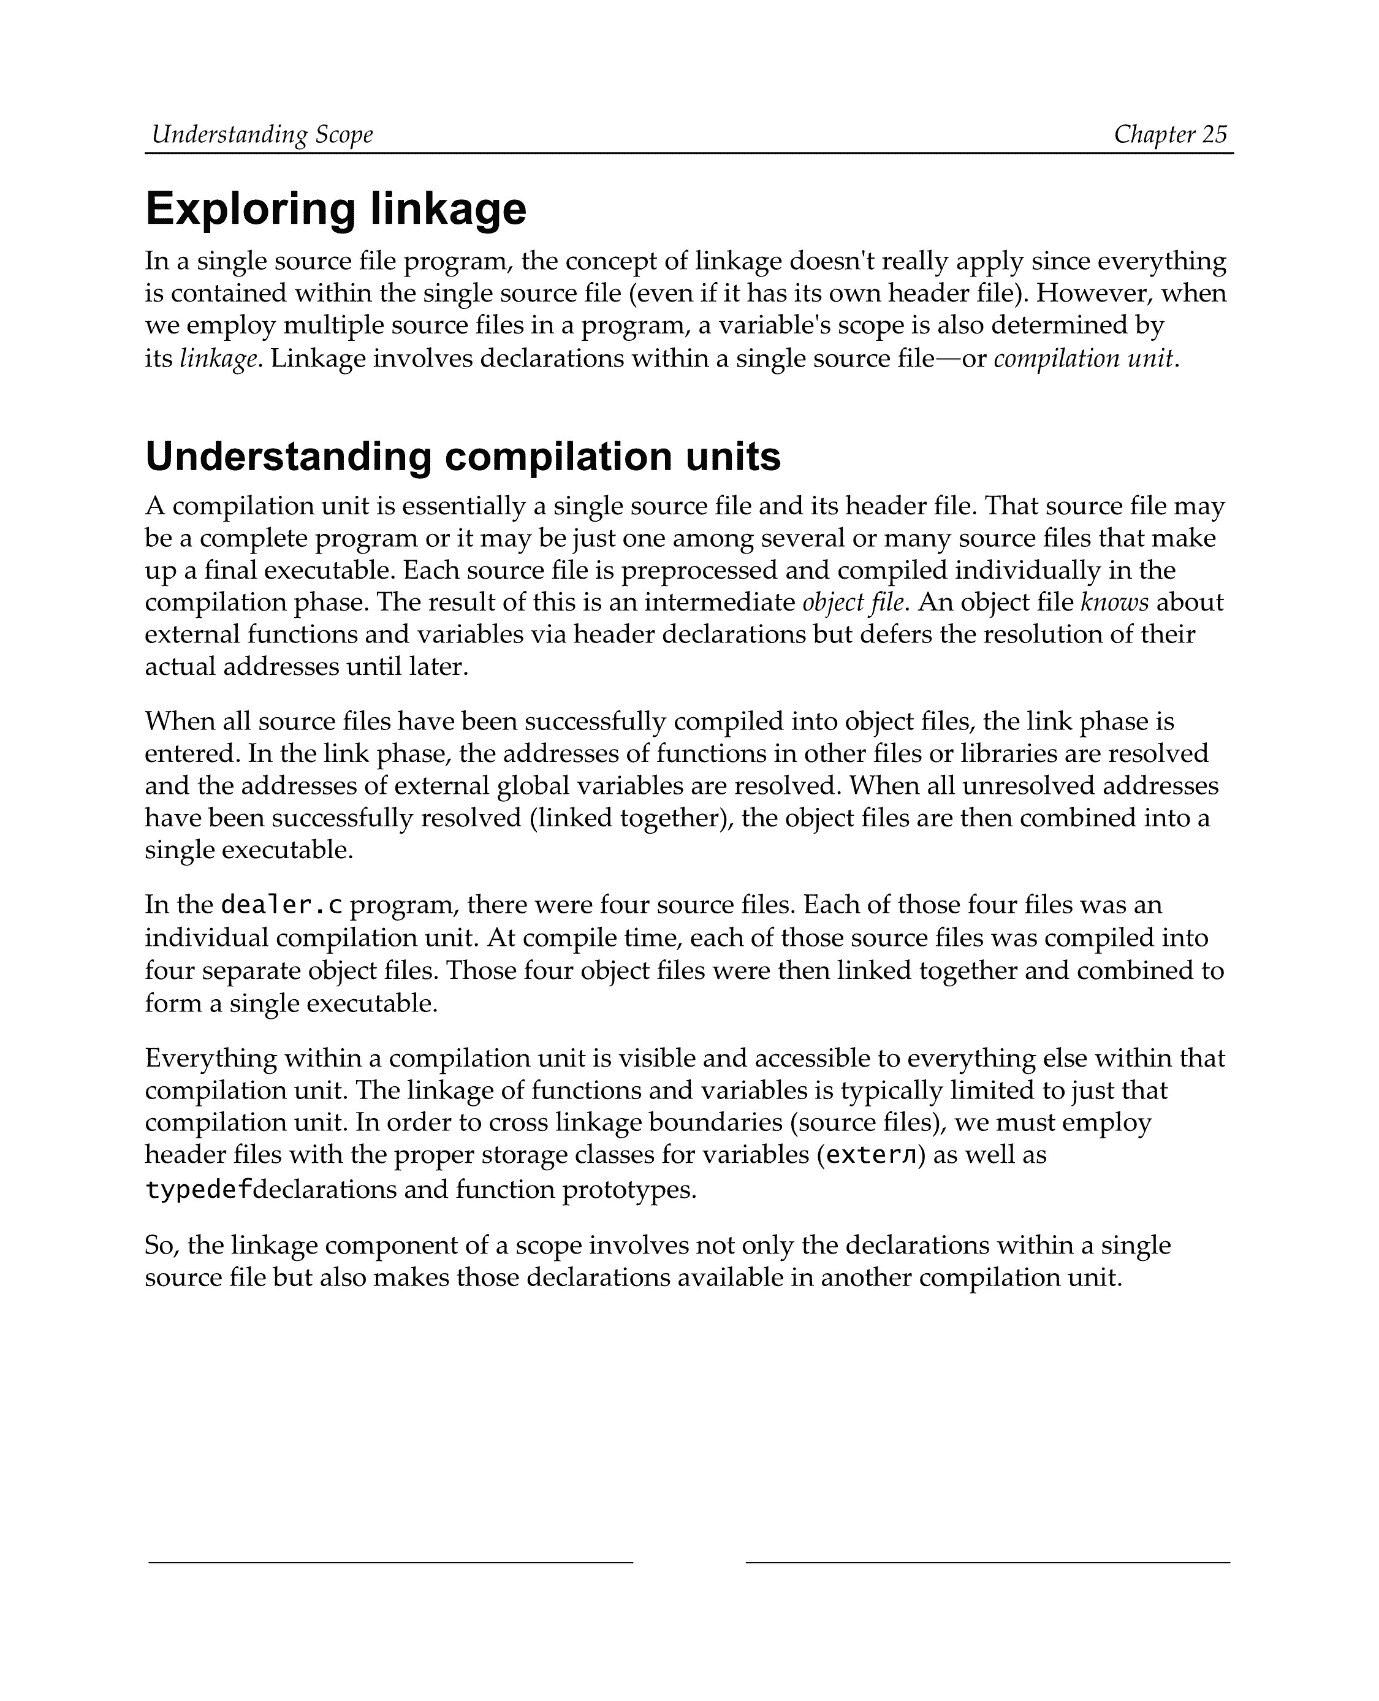 Understanding Scope Chapter 25
Exploring linkage
In a single source file program, the concept of linkage doesn't really apply since everything
is contained within the single source file (even if it has its own header file). However, when
we employ multiple source files in a program, a variable's scope is also determined by
its linkage. Linkage involves declarations within a single source file—or compilation unit.
Understanding compilation units
A compilation unit is essentially a single source file and its header file. That source file may
be a complete program or it may be just one among several or many source files that make
up a final executable. Each source file is preprocessed and compiled individually in the
compilation phase. The result of this is an intermediate object file. An object file knows about
external functions and variables via header declarations but defers the resolution of their
actual addresses until later.
When all source files have been successfully compiled into object files, the link phase is
entered. In the link phase, the addresses of functions in other files or libraries are resolved
and the addresses of external global variables are resolved. When all unresolved addresses
have been successfully resolved (linked together), the object files are then combined into a
single executable.
In the dealer.c program, there were four source files. Each of those four files was an
individual compilation unit. At compile time, each of those source files was compiled into
four separate object files. Those four object files were then linked together and combined to
form a single executable.
Everything within a compilation unit is visible and accessible to everything else within that
compilation unit. The linkage of functions and variables is typically limited to just that
compilation unit. In order to cross linkage boundaries (source files), we must employ
header files with the proper storage classes for variables (exterл) as well as
typedefdeclarations and function prototypes.
So, the linkage component of a scope involves not only the declarations within a single
source file but also makes those declarations available in another compilation unit.